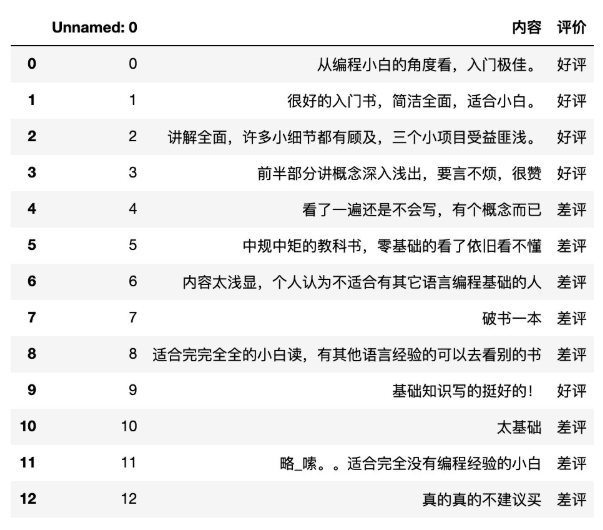 Unnamed: 0 内容 评价
0 0 从编程小白的角度看，入门极佳。 好评
1 1 很好的入门书，简洁全面，适合小白。 好评
2 2 讲解全面，许多小细节都有顾及，三个小项目受益匪浅。 好评
3 3 前半部分讲概念深入浅出，要言不烦，很赞 好评
4 4 看了一遍还是不会写，有个概念而已 差评
5 5 中规中矩的教科书，零基础的看了依旧看不懂 差评
6 6 内容太浅显，个人认为不适合有其它语言编程基础的人 差评
7 7 破书一本 差评
8 8 适合完完全全的小白读，有其他语言经验的可以去看别的书 差评
9 9 基础知识写的挺好的！ 好评
10 10 太基础 差评
11 11 略_嗦。。适合完全没有编程经验的小白 差评
12 12 真的真的不建议买 差评